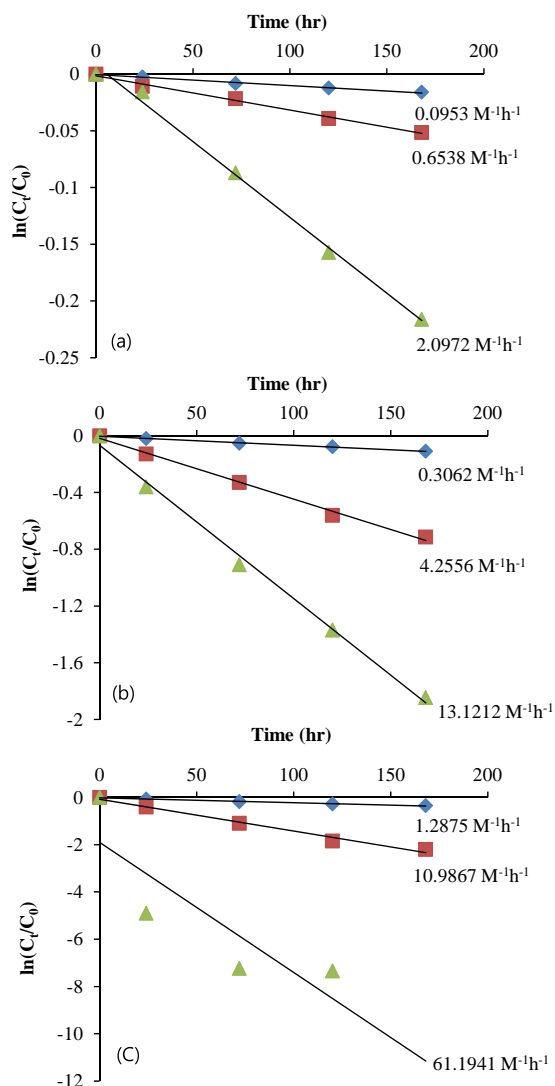 Time (hr)
0 50 100 150 200
0
-0.05
-0.1
-0.15
-0.2
-0.25
ln(Cₜ/C₀)
0.0953 M⁻¹h⁻¹
0.6538 M⁻¹h⁻¹
2.0972 M⁻¹h⁻¹
(a)
Time (hr)
0 50 100 150 200
0
-0.4
-0.8
-1.2
-1.6
-2
ln(Cₜ/C₀)
0.3062 M⁻¹h⁻¹
4.2556 M⁻¹h⁻¹
13.1212 M⁻¹h⁻¹
(b)
Time (hr)
0 50 100 150 200
0
-2
-4
-6
-8
-10
-12
ln(Cₜ/C₀)
1.2875 M⁻¹h⁻¹
10.9867 M⁻¹h⁻¹
61.1941 M⁻¹h⁻¹
(C)